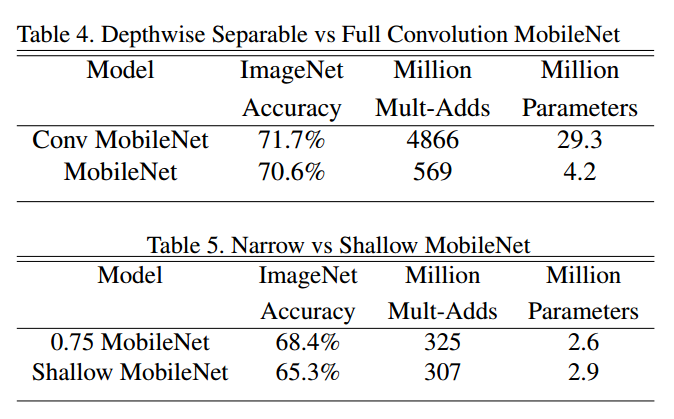 Table 4. Depthwise Separable vs Full Convolution MobileNet
Model ImageNet Million Million
Accuracy Mult-Adds Parameters
Conv MobileNet 71.7% 4866 29.3
MobileNet 70.6% 569 4.2
Table 5. Narrow vs Shallow MobileNet
Model ImageNet Million Million
Accuracy Mult-Adds Parameters
0.75 MobileNet 68.4% 325 2.6
Shallow MobileNet 65.3% 307 2.9